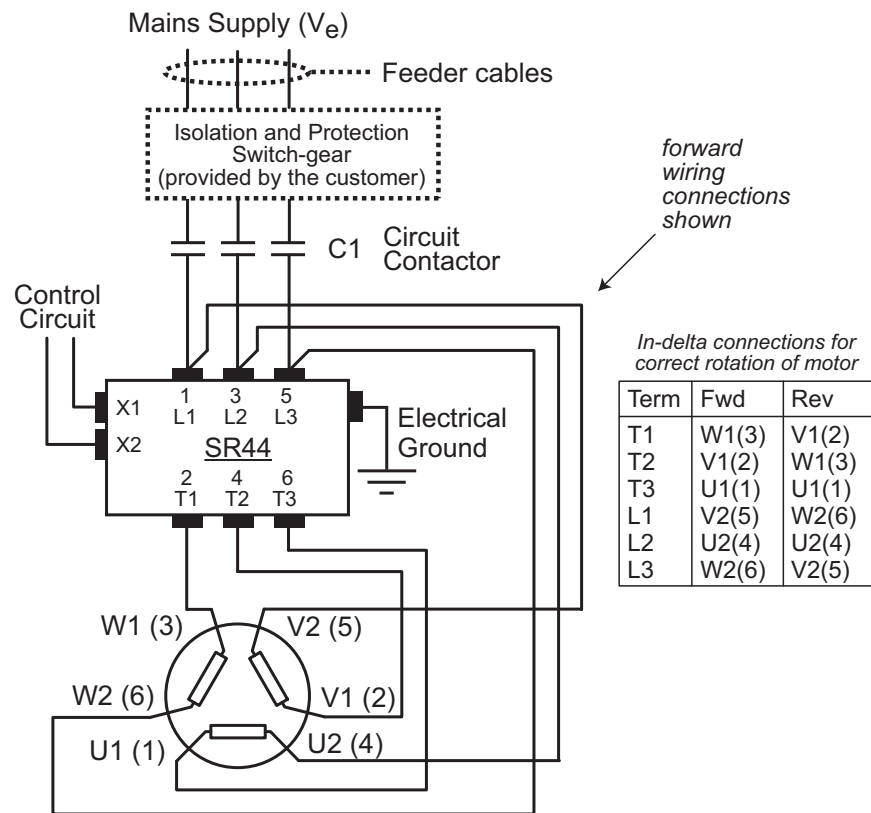 Mains Supply (Ve)
Feeder cables
Isolation and Protection
Switch-gear
(provided by the customer)
forward
wiring
connections
shown
C1
Circuit
Contactor
Control
Circuit
In-delta connections for
correct rotation of motor
Term Fwd Rev
T1 W1(3) V1(2)
T2 V1(2) W1(3)
T3 U1(1) U1(1)
L1 V2(5) W2(6)
L2 U2(4) U2(4)
L3 W2(6) V2(5)
X1
X2
1 3 5
L1 L2 L3
SR44
2 4 6
T1 T2 T3
Electrical
Ground
W1 (3) V2 (5)
W2 (6) V1 (2)
U1 (1) U2 (4)